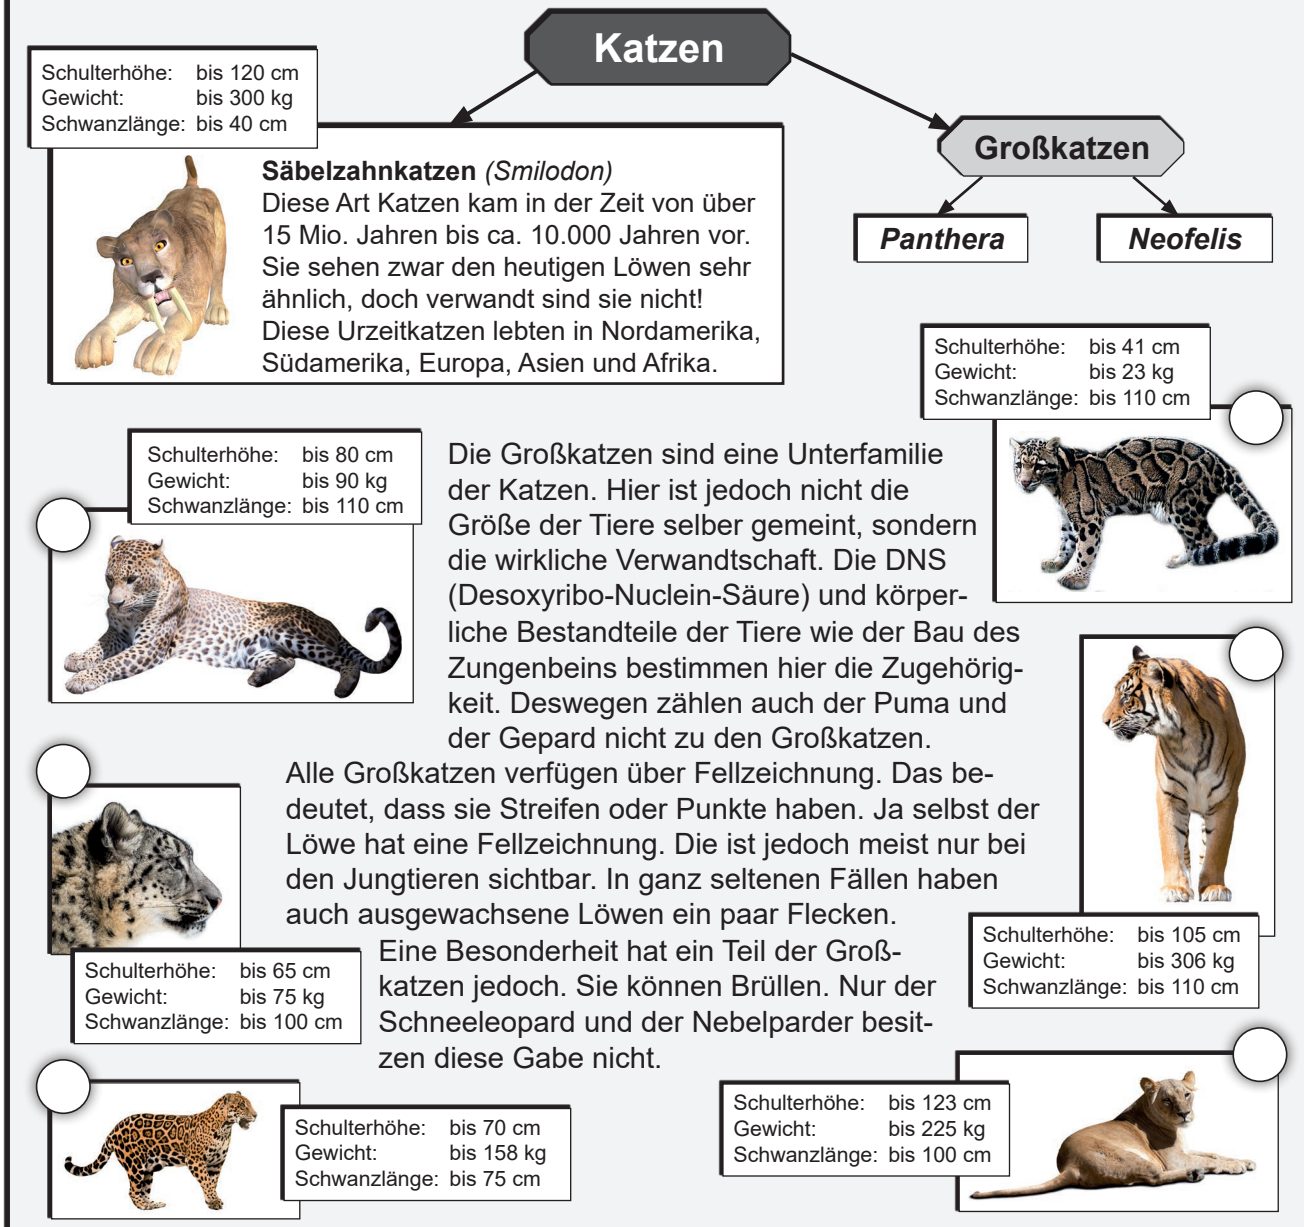 Katzen
Schulterhöhe: bis 120 cm
Gewicht: bis 300 kg
Schwanzlänge: bis 40 cm
Säbelzahnkatzen (Smilodon)
Diese Art Katzen kam in der Zeit von über
15 Mio. Jahren bis ca. 10.000 Jahren vor.
Sie sehen zwar den heutigen Löwen sehr
ähnlich, doch verwandt sind sie nicht!
Diese Urzeitkatzen lebten in Nordamerika,
Südamerika, Europa, Asien und Afrika.
Großkatzen
Panthera
Neofelis
Schulterhöhe: bis 41 cm
Gewicht: bis 23 kg
Schwanzlänge: bis 110 cm
Schulterhöhe: bis 80 cm
Gewicht: bis 90 kg
Schwanzlänge: bis 110 cm
Die Großkatzen sind eine Unterfamilie
der Katzen. Hier ist jedoch nicht die
Größe der Tiere selber gemeint, sondern
die wirkliche Verwandtschaft. Die DNS
(Desoxyribo-Nuclein-Säure) und körper-
liche Bestandteile der Tiere wie der Bau des
Zungenbeins bestimmen hier die Zugehörig-
keit. Deswegen zählen auch der Puma und
der Gepard nicht zu den Großkatzen.
Alle Großkatzen verfügen über Fellzeichnung. Das be-
deutet, dass sie Streifen oder Punkte haben. Ja selbst der
Löwe hat eine Fellzeichnung. Die ist jedoch meist nur bei
den Jungtieren sichtbar. In ganz seltenen Fällen haben
auch ausgewachsene Löwen ein paar Flecken.
Eine Besonderheit hat ein Teil der Groß-
katzen jedoch. Sie können Brüllen. Nur der
Schneeleopard und der Nebelparder besit-
zen diese Gabe nicht.
Schulterhöhe: bis 105 cm
Gewicht: bis 306 kg
Schwanzlänge: bis 110 cm
Schulterhöhe: bis 65 cm
Gewicht: bis 75 kg
Schwanzlänge: bis 100 cm
Schulterhöhe: bis 70 cm
Gewicht: bis 158 kg
Schwanzlänge: bis 75 cm
Schulterhöhe: bis 123 cm
Gewicht: bis 225 kg
Schwanzlänge: bis 100 cm